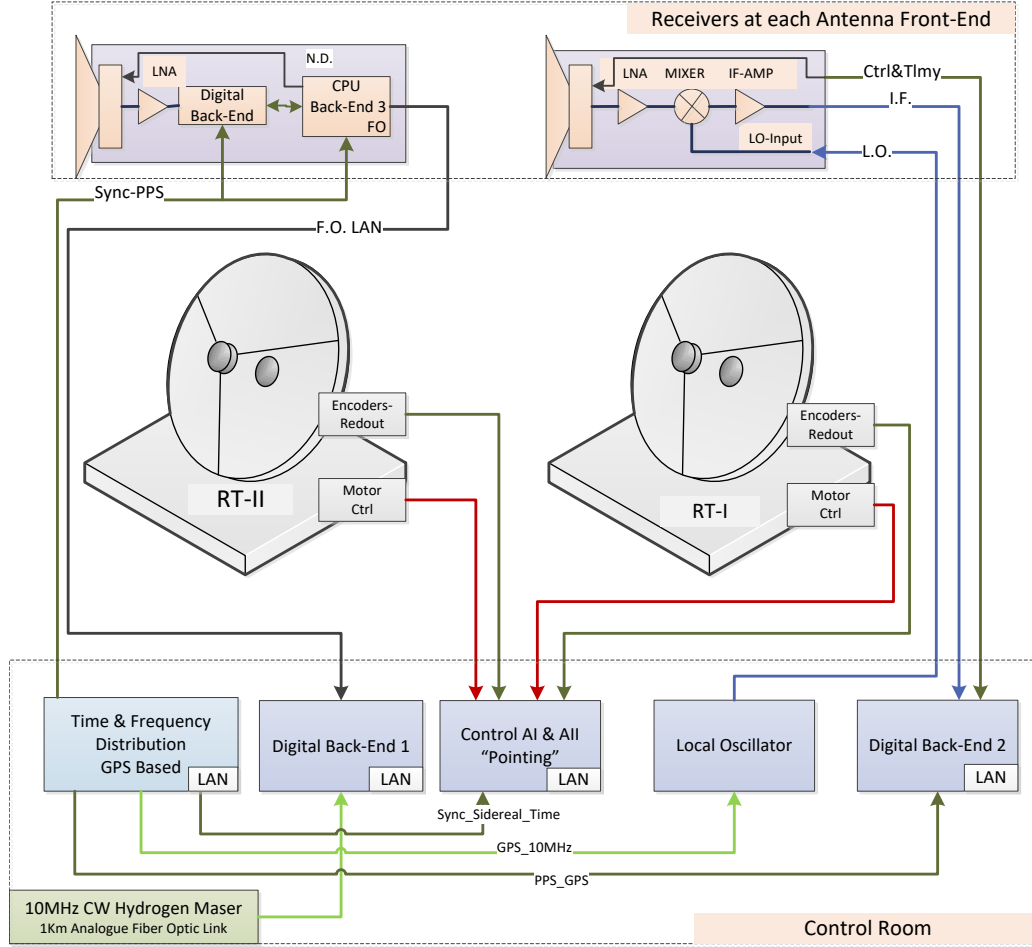 Receivers at each Antenna Front-End
N.D.
LNA
Digital
Back-End
CPU
Back-End 3
FO
LNA
MIXER
IF-AMP
LO-Input
Ctrl&Tlmy
I.F.
L.O.
Sync-PPS
F.O. LAN
Encoders-
Redout
RT-II
Motor
Ctrl
Encoders-
Redout
RT-I
Motor
Ctrl
Time & Frequency
Distribution
GPS Based
LAN
Digital Back-End 1
LAN
Control AI & AII
“Pointing”
LAN
Local Oscillator
Digital Back-End 2
LAN
Sync_Sidereal_Time
GPS_10MHz
PPS_GPS
10MHz CW Hydrogen Maser
1Km Analogue Fiber Optic Link
Control Room